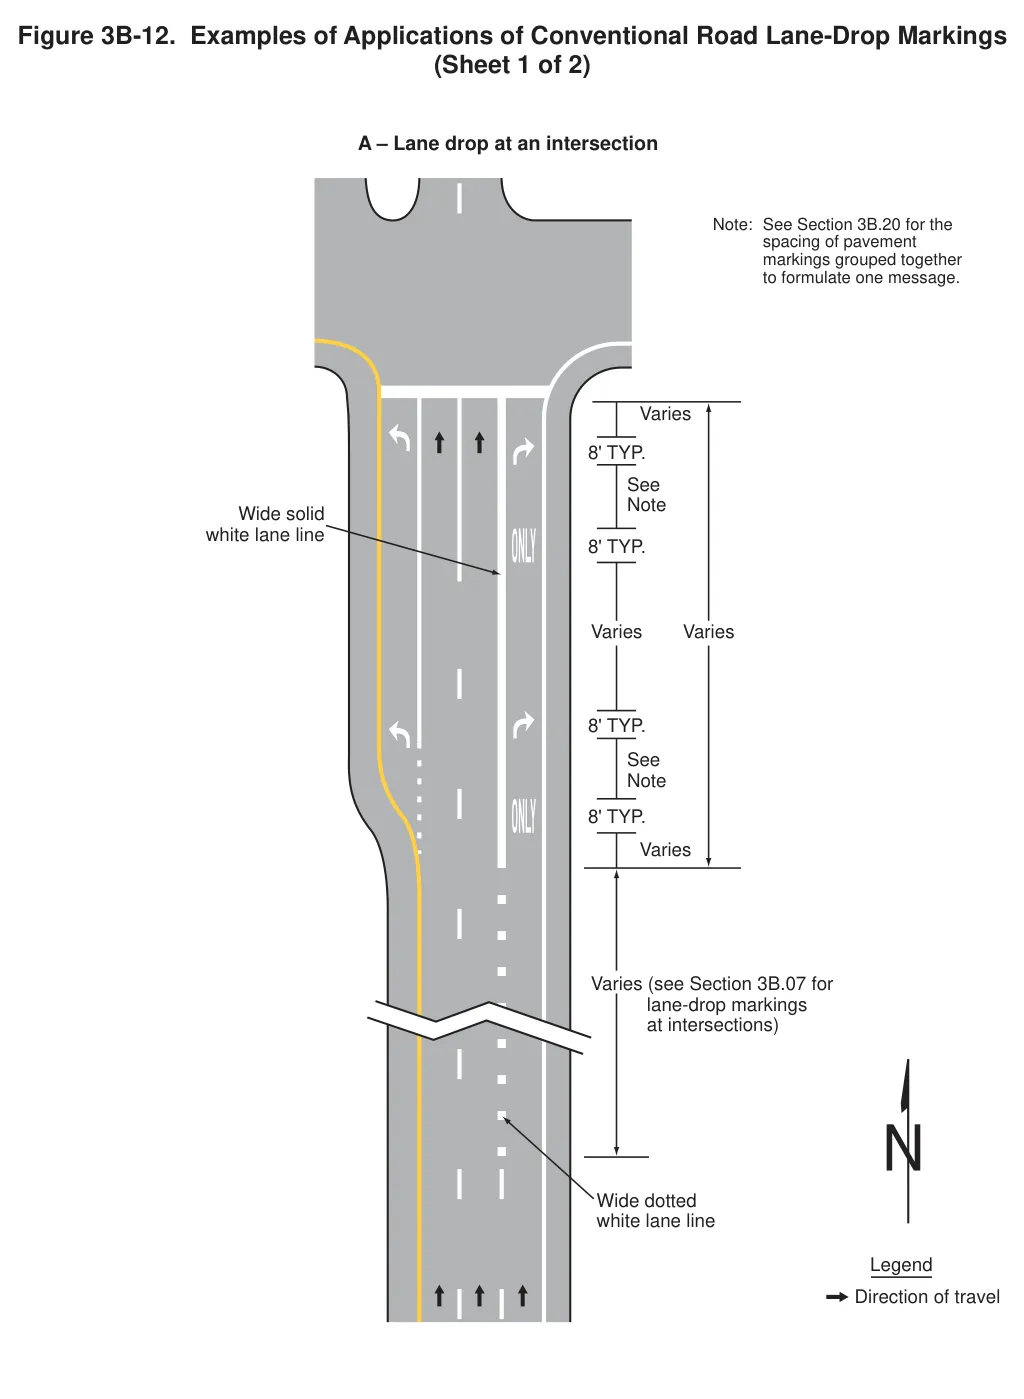 Figure 3B-12.  Examples of Applications of Conventional Road Lane-Drop Markings
(Sheet 1 of 2)
A – Lane drop at an intersection
Note: See Section 3B.20 for the
spacing of pavement
markings grouped together
to formulate one message.
Varies
8' TYP.
See
Note
Wide solid
white lane line
ONLY
8' TYP.
Varies
Varies
8' TYP.
See
Note
ONLY
8' TYP.
Varies
Varies (see Section 3B.07 for
lane-drop markings
at intersections)
N
Wide dotted
white lane line
Legend
Direction of travel